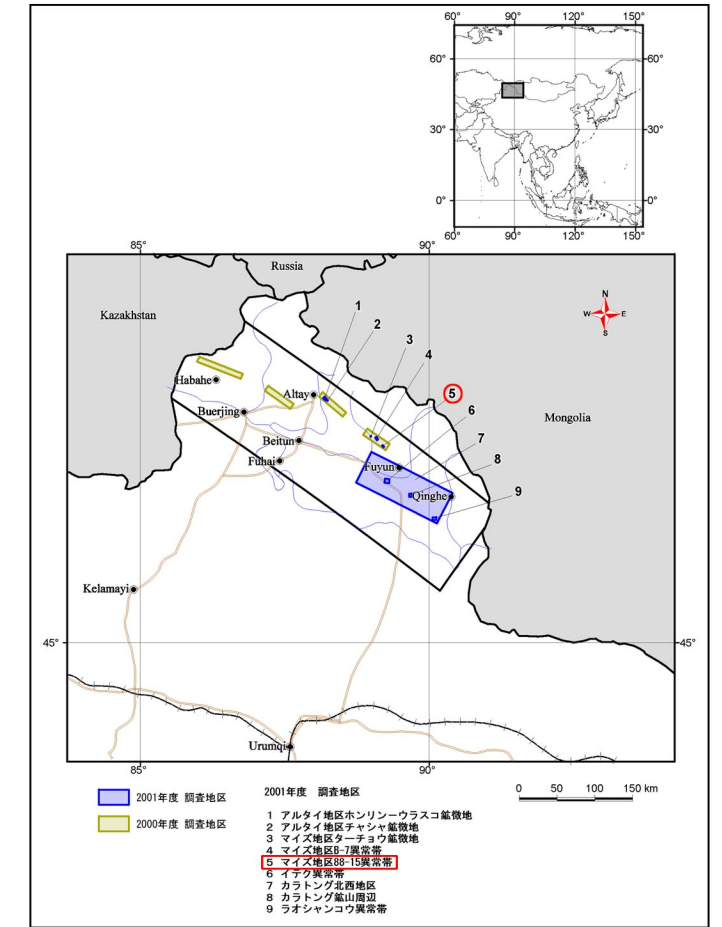 60° 90° 120° 150°
60° 60°
30° 30°
0° 0°
60° 90° 120° 150°
85° 90°
Russia
Kazakhstan
N
W E
S
1
2
3
4
5
6
7
8
9
Habahe
Altay
Buerjing
Mongolia
Beitun
Fuhai
Fuyun
Qinghe
Kelamayi
45° 45°
Urumqi
85° 90°
2001年度 調査地区
2000年度 調査地区
2001年度 調査地区
1 アルタイ地区ホンリンーウラスコ鉱徴地
2 アルタイ地区チャシャ鉱徴地
3 マイズ地区ターチョウ鉱徴地
4 マイズ地区B-7異常帯
5 マイズ地区88-15異常帯
6 イテク異常帯
7 カラトング北西地区
8 カラトング鉱山周辺
9 ラオシャンコウ異常帯
0 50 100 150 km